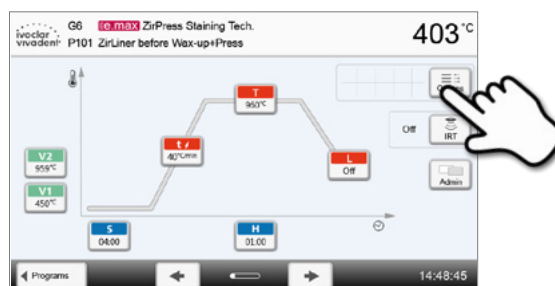 ivoclar vivadent
G6 IPS e.max ZirPress Staining Tech.
P101 ZirLiner before Wax-up+Press
403°C
T
960°C
Off
IRT
t
40°C/min
L
Off
Admin
V2
959°C
V1
450°C
S
04:00
H
01:00
Programs
14:48:45